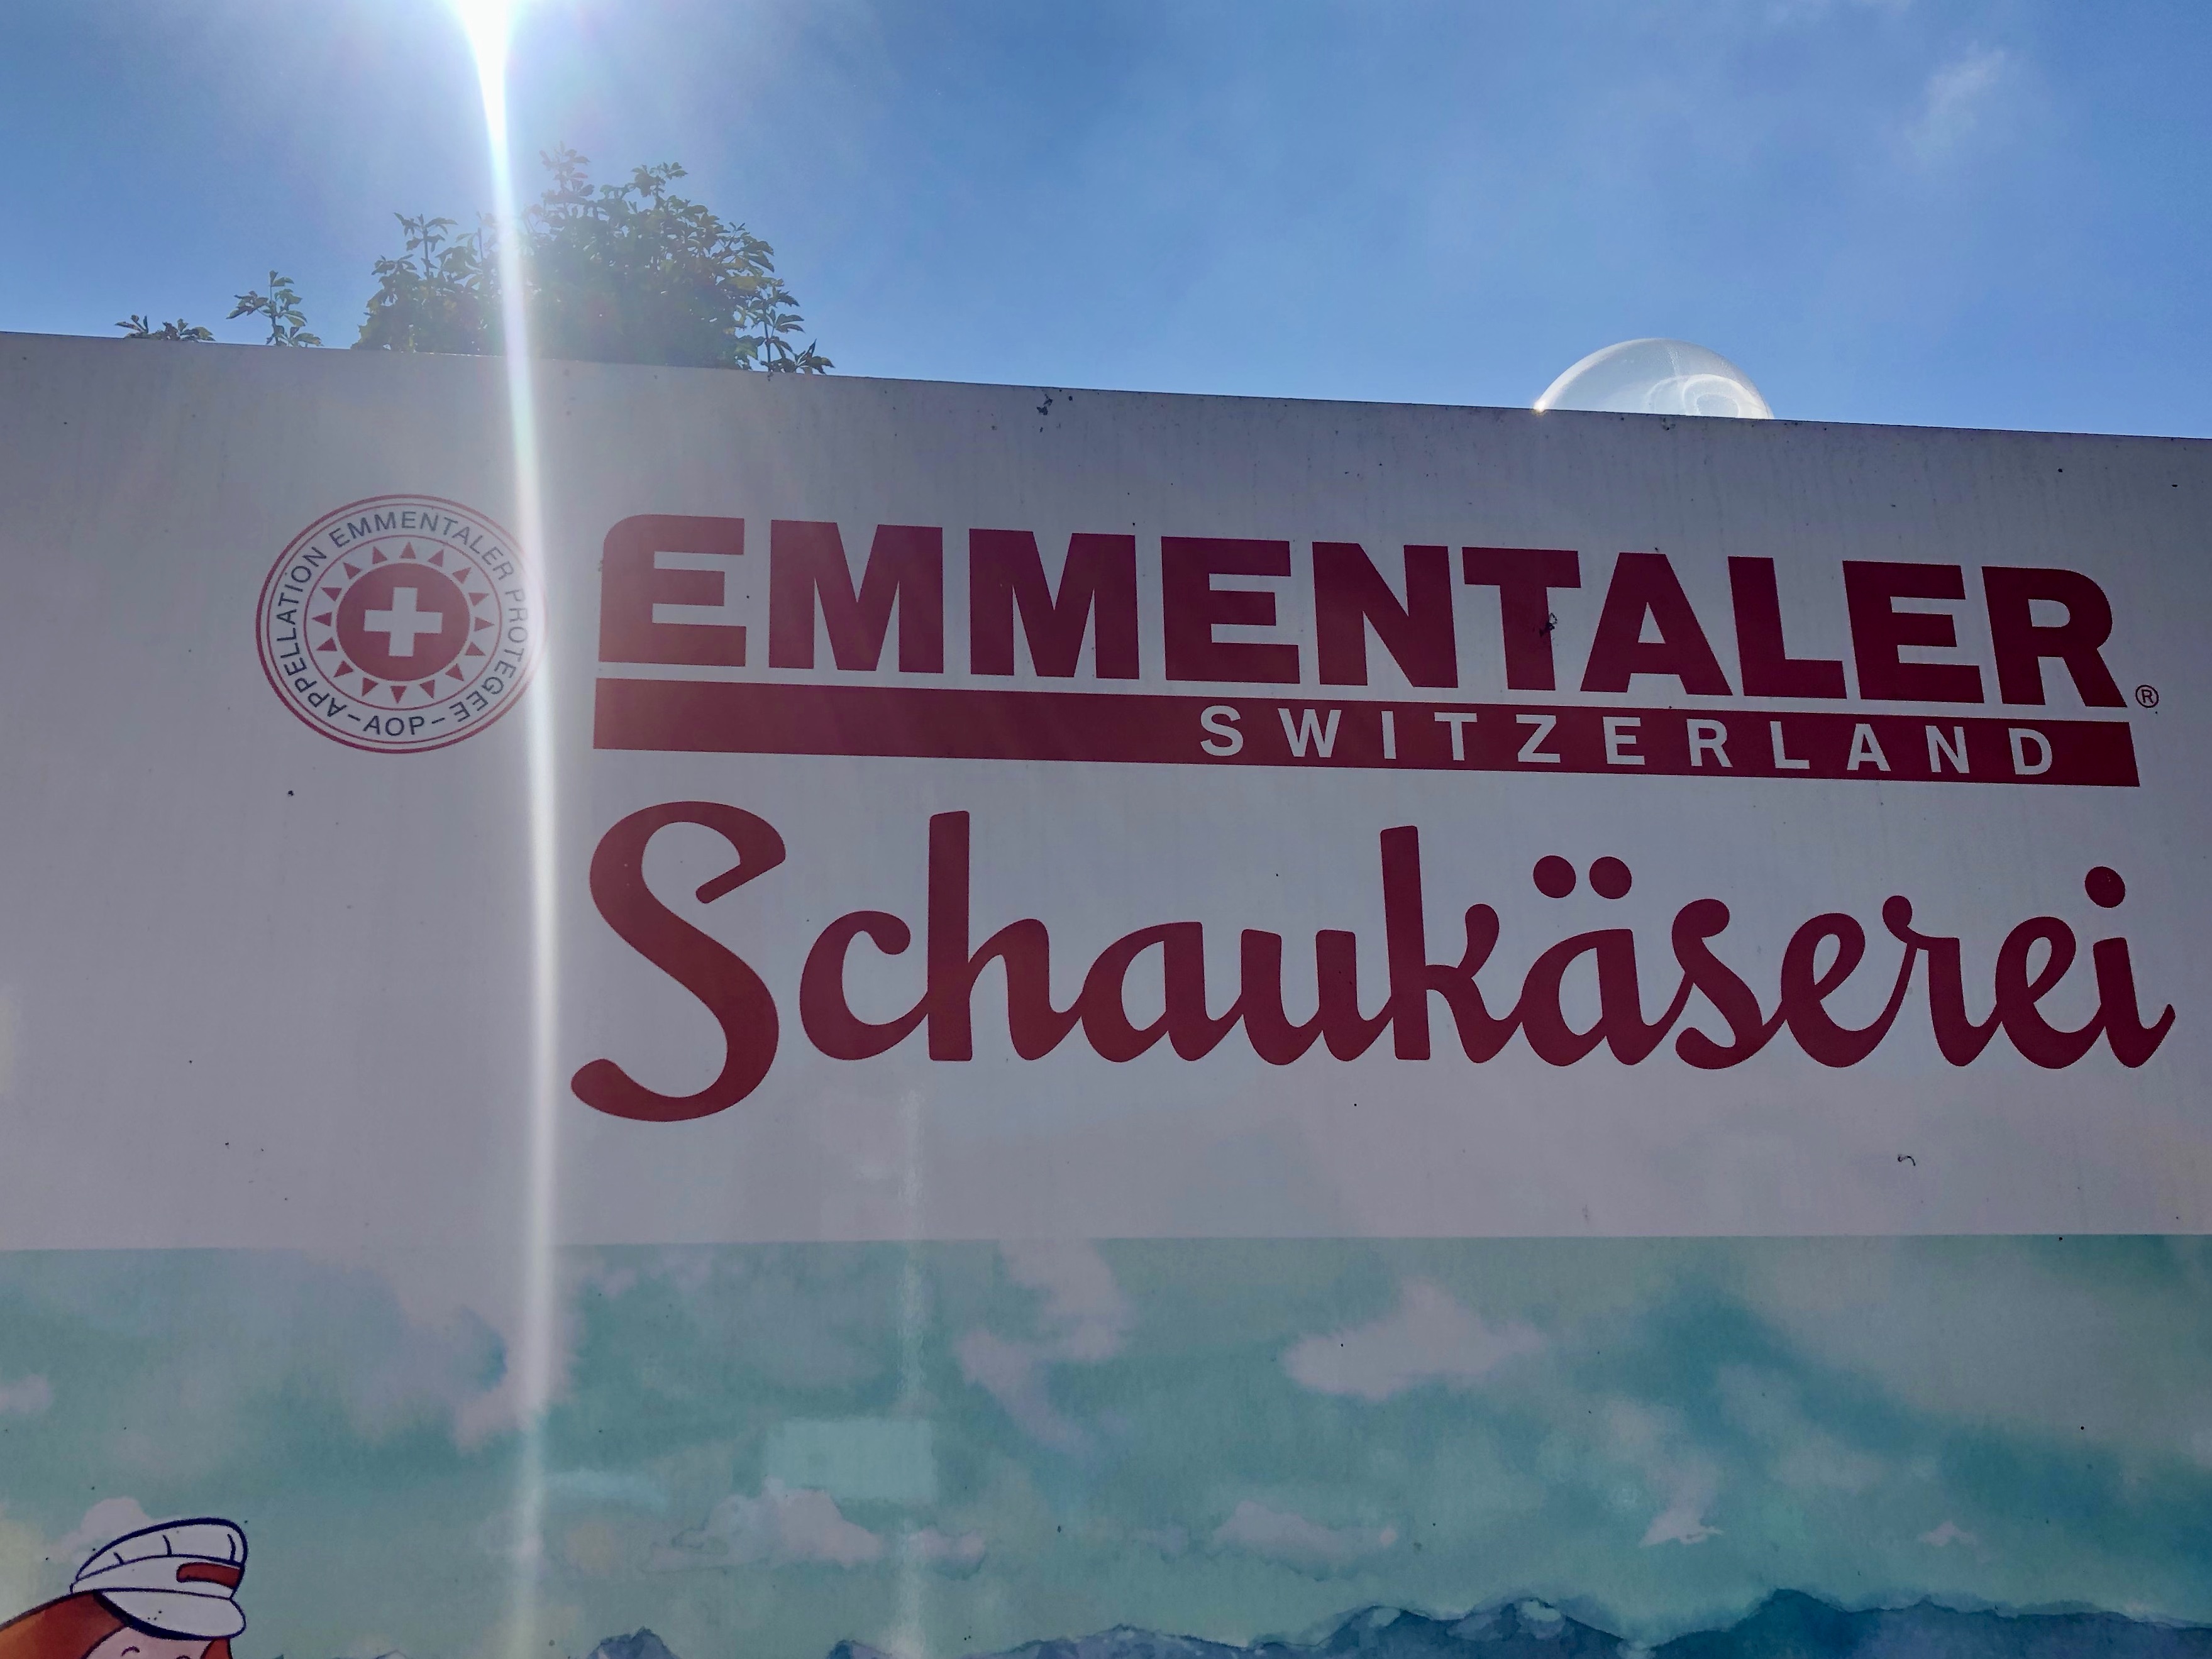 APPELLATION EMMENTALER PROTEGEE
–AOP–
EMMENTALER®
SWITZERLAND
Schaukäserei